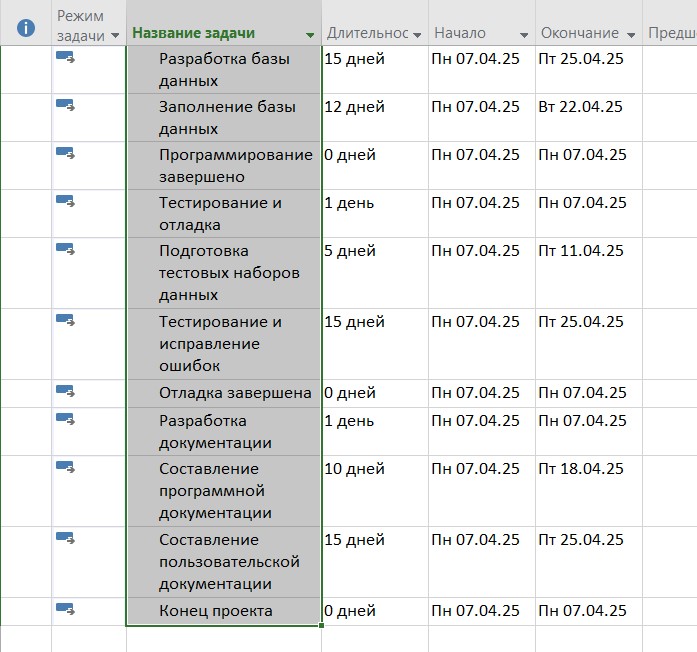 Режим задачи Название задачи Длительнос Начало Окончание Предш
Разработка базы данных 15 дней Пн 07.04.25 Пт 25.04.25
Заполнение базы данных 12 дней Пн 07.04.25 Вт 22.04.25
Программирование завершено 0 дней Пн 07.04.25 Пн 07.04.25
Тестирование и отладка 1 день Пн 07.04.25 Пн 07.04.25
Подготовка тестовых наборов данных 5 дней Пн 07.04.25 Пт 11.04.25
Тестирование и исправление ошибок 15 дней Пн 07.04.25 Пт 25.04.25
Отладка завершена 0 дней Пн 07.04.25 Пн 07.04.25
Разработка документации 1 день Пн 07.04.25 Пн 07.04.25
Составление программной документации 10 дней Пн 07.04.25 Пт 18.04.25
Составление пользовательской документации 15 дней Пн 07.04.25 Пт 25.04.25
Конец проекта 0 дней Пн 07.04.25 Пн 07.04.25